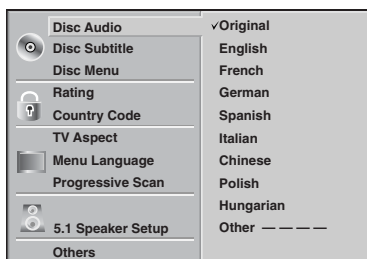 Disc Audio
Disc Subtitle
Disc Menu
Rating
Country Code
TV Aspect
Menu Language
Progressive Scan
5.1 Speaker Setup
Others
✓Original
English
French
German
Spanish
Italian
Chinese
Polish
Hungarian
Other — — — —